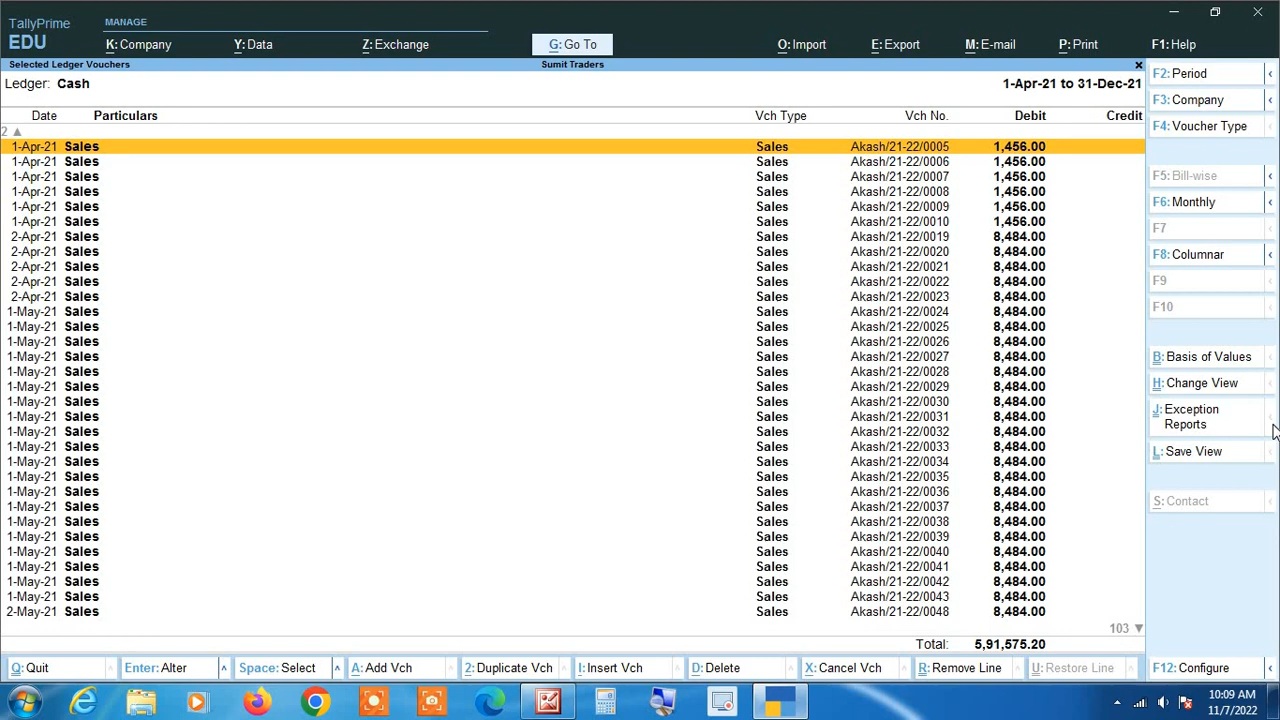 TallyPrime
EDU
MANAGE
K: Company Y: Data Z: Exchange G: Go To O: Import E: Export M: E-mail P: Print F1: Help
Selected Ledger Vouchers Sumit Traders
Ledger: Cash 1-Apr-21 to 31-Dec-21
Date Particulars Vch Type Vch No. Debit Credit
2 ▲
1-Apr-21 Sales Sales Akash/21-22/0005 1,456.00
1-Apr-21 Sales Sales Akash/21-22/0006 1,456.00
1-Apr-21 Sales Sales Akash/21-22/0007 1,456.00
1-Apr-21 Sales Sales Akash/21-22/0008 1,456.00
1-Apr-21 Sales Sales Akash/21-22/0009 1,456.00
1-Apr-21 Sales Sales Akash/21-22/0010 1,456.00
2-Apr-21 Sales Sales Akash/21-22/0019 8,484.00
2-Apr-21 Sales Sales Akash/21-22/0020 8,484.00
2-Apr-21 Sales Sales Akash/21-22/0021 8,484.00
2-Apr-21 Sales Sales Akash/21-22/0022 8,484.00
2-Apr-21 Sales Sales Akash/21-22/0023 8,484.00
1-May-21 Sales Sales Akash/21-22/0024 8,484.00
1-May-21 Sales Sales Akash/21-22/0025 8,484.00
1-May-21 Sales Sales Akash/21-22/0026 8,484.00
1-May-21 Sales Sales Akash/21-22/0027 8,484.00
1-May-21 Sales Sales Akash/21-22/0028 8,484.00
1-May-21 Sales Sales Akash/21-22/0029 8,484.00
1-May-21 Sales Sales Akash/21-22/0030 8,484.00
1-May-21 Sales Sales Akash/21-22/0031 8,484.00
1-May-21 Sales Sales Akash/21-22/0032 8,484.00
1-May-21 Sales Sales Akash/21-22/0033 8,484.00
1-May-21 Sales Sales Akash/21-22/0034 8,484.00
1-May-21 Sales Sales Akash/21-22/0035 8,484.00
1-May-21 Sales Sales Akash/21-22/0036 8,484.00
1-May-21 Sales Sales Akash/21-22/0037 8,484.00
1-May-21 Sales Sales Akash/21-22/0038 8,484.00
1-May-21 Sales Sales Akash/21-22/0039 8,484.00
1-May-21 Sales Sales Akash/21-22/0040 8,484.00
1-May-21 Sales Sales Akash/21-22/0041 8,484.00
1-May-21 Sales Sales Akash/21-22/0042 8,484.00
1-May-21 Sales Sales Akash/21-22/0043 8,484.00
2-May-21 Sales Sales Akash/21-22/0048 8,484.00
103 ▼
Total: 5,91,575.20
F2: Period
F3: Company
F4: Voucher Type
F5: Bill-wise
F6: Monthly
F7
F8: Columnar
F9
F10
B: Basis of Values
H: Change View
J: Exception
Reports
L: Save View
S: Contact
Q: Quit Enter: Alter Space: Select A: Add Vch 2: Duplicate Vch I: Insert Vch D: Delete X: Cancel Vch R: Remove Line U: Restore Line F12: Configure
10:09 AM
11/7/2022